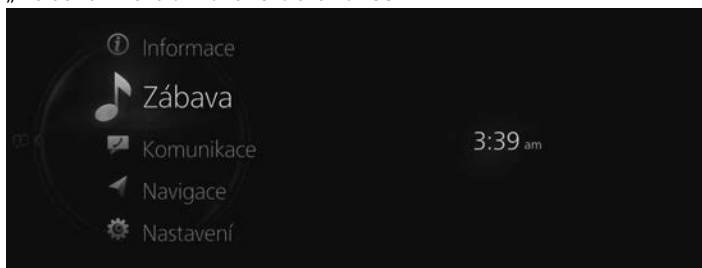 Informace
Zábava
Komunikace
Navigace
Nastavení
3:39 am